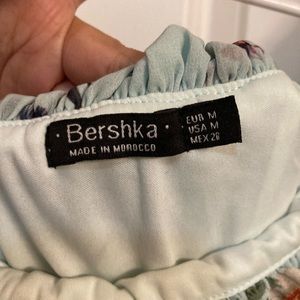 · Bershka ·
MADE IN MOROCCO
EUR M
USA M
MEX 28